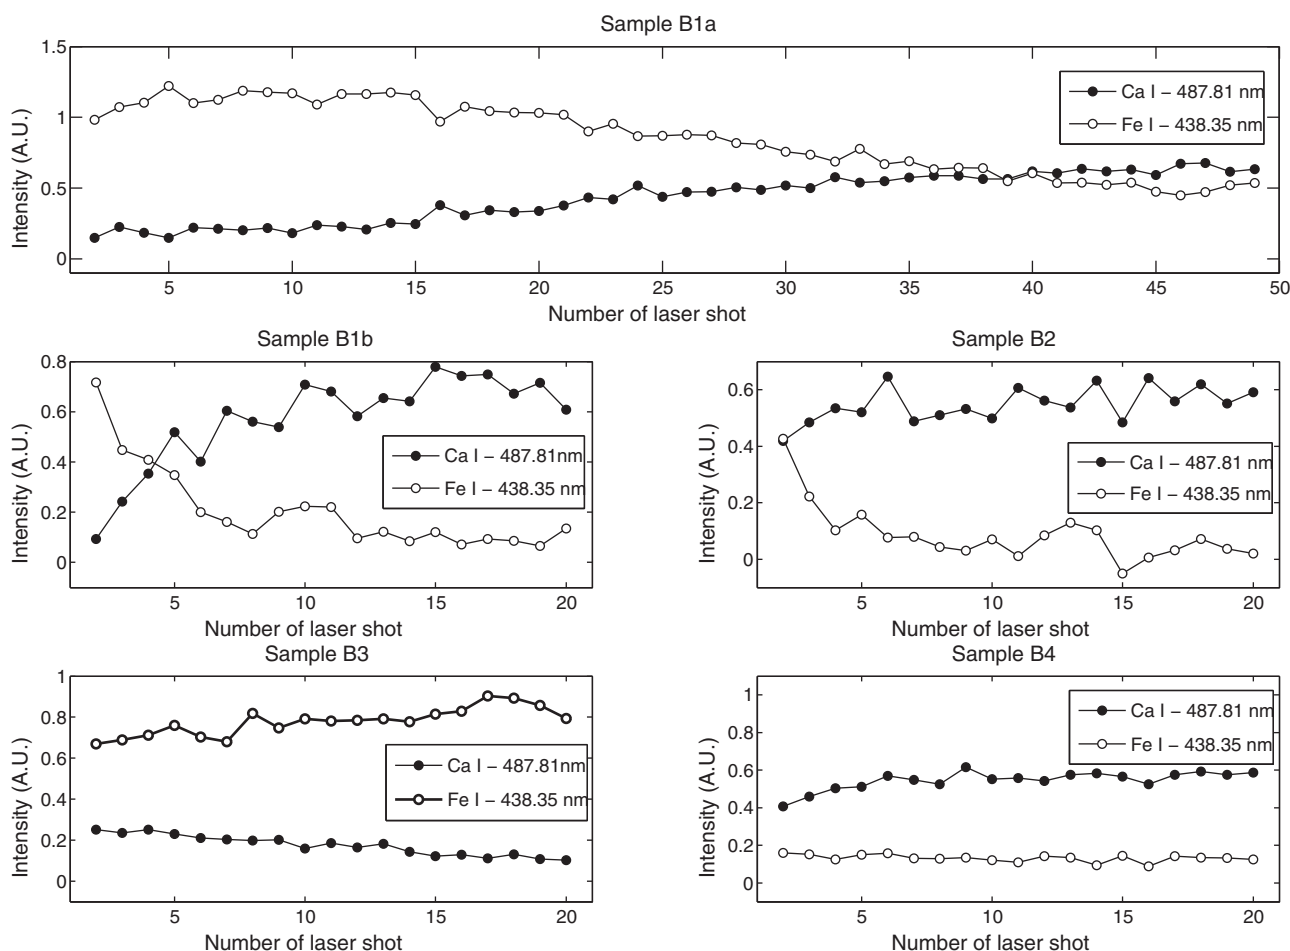 Sample B1a
1.5
1
0.5
0
Intensity (A.U.)
Ca I – 487.81 nm
Fe I – 438.35 nm
5 10 15 20 25 30 35 40 45 50
Number of laser shot
Sample B1b
0.8
0.6
0.4
0.2
0
Intensity (A.U.)
Ca I – 487.81nm
Fe I – 438.35 nm
5 10 15 20
Number of laser shot
Sample B2
0.6
0.4
0.2
0
Intensity (A.U.)
Ca I – 487.81 nm
Fe I – 438.35 nm
5 10 15 20
Number of laser shot
Sample B3
1
0.8
0.6
0.4
0.2
0
Intensity (A.U.)
Ca I – 487.81nm
Fe I – 438.35 nm
5 10 15 20
Number of laser shot
Sample B4
1
0.8
0.6
0.4
0.2
0
Intensity (A.U.)
Ca I – 487.81 nm
Fe I – 438.35 nm
5 10 15 20
Number of laser shot